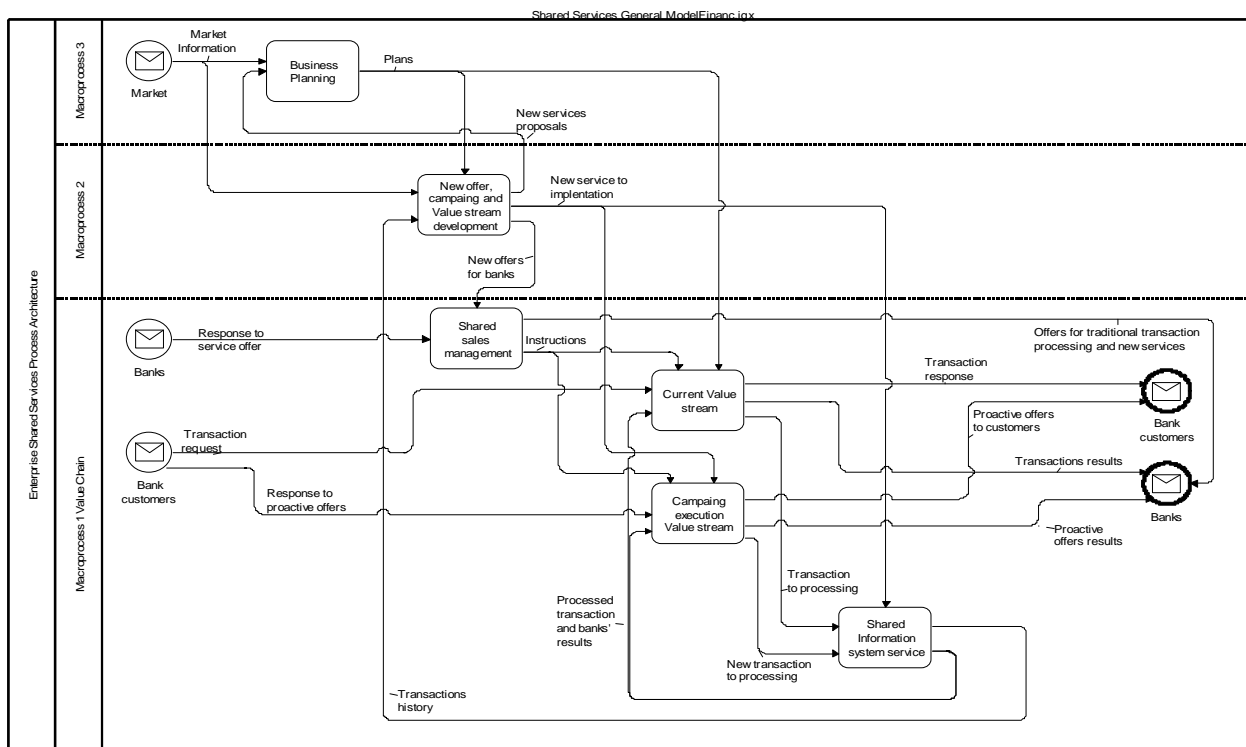 Shared Services General ModelFinanc.igx
Enterprise Shared Services Process Architecture
Macroprocess 3
Market
Information
Market
Business
Planning
Plans
New services
proposals
Macroprocess 2
New offer,
campaing and
Value stream
development
New service to
implentation
New offers
for banks
Macroprocess 1 Value Chain
Banks
Response to
service offer
Shared
sales
management
Instructions
Offers for traditional transaction
processing and new services
Transaction
response
Current Value
stream
Bank
customers
Proactive offers
to customers
Transaction
request
Bank
customers
Transactions results
Response to
proactive offers
Campaing
execution
Value stream
Banks
Proactive
offers results
Transaction
to processing
Processed
transaction
and banks'
results
Shared
Information
system service
New transaction
to processing
Transactions
history